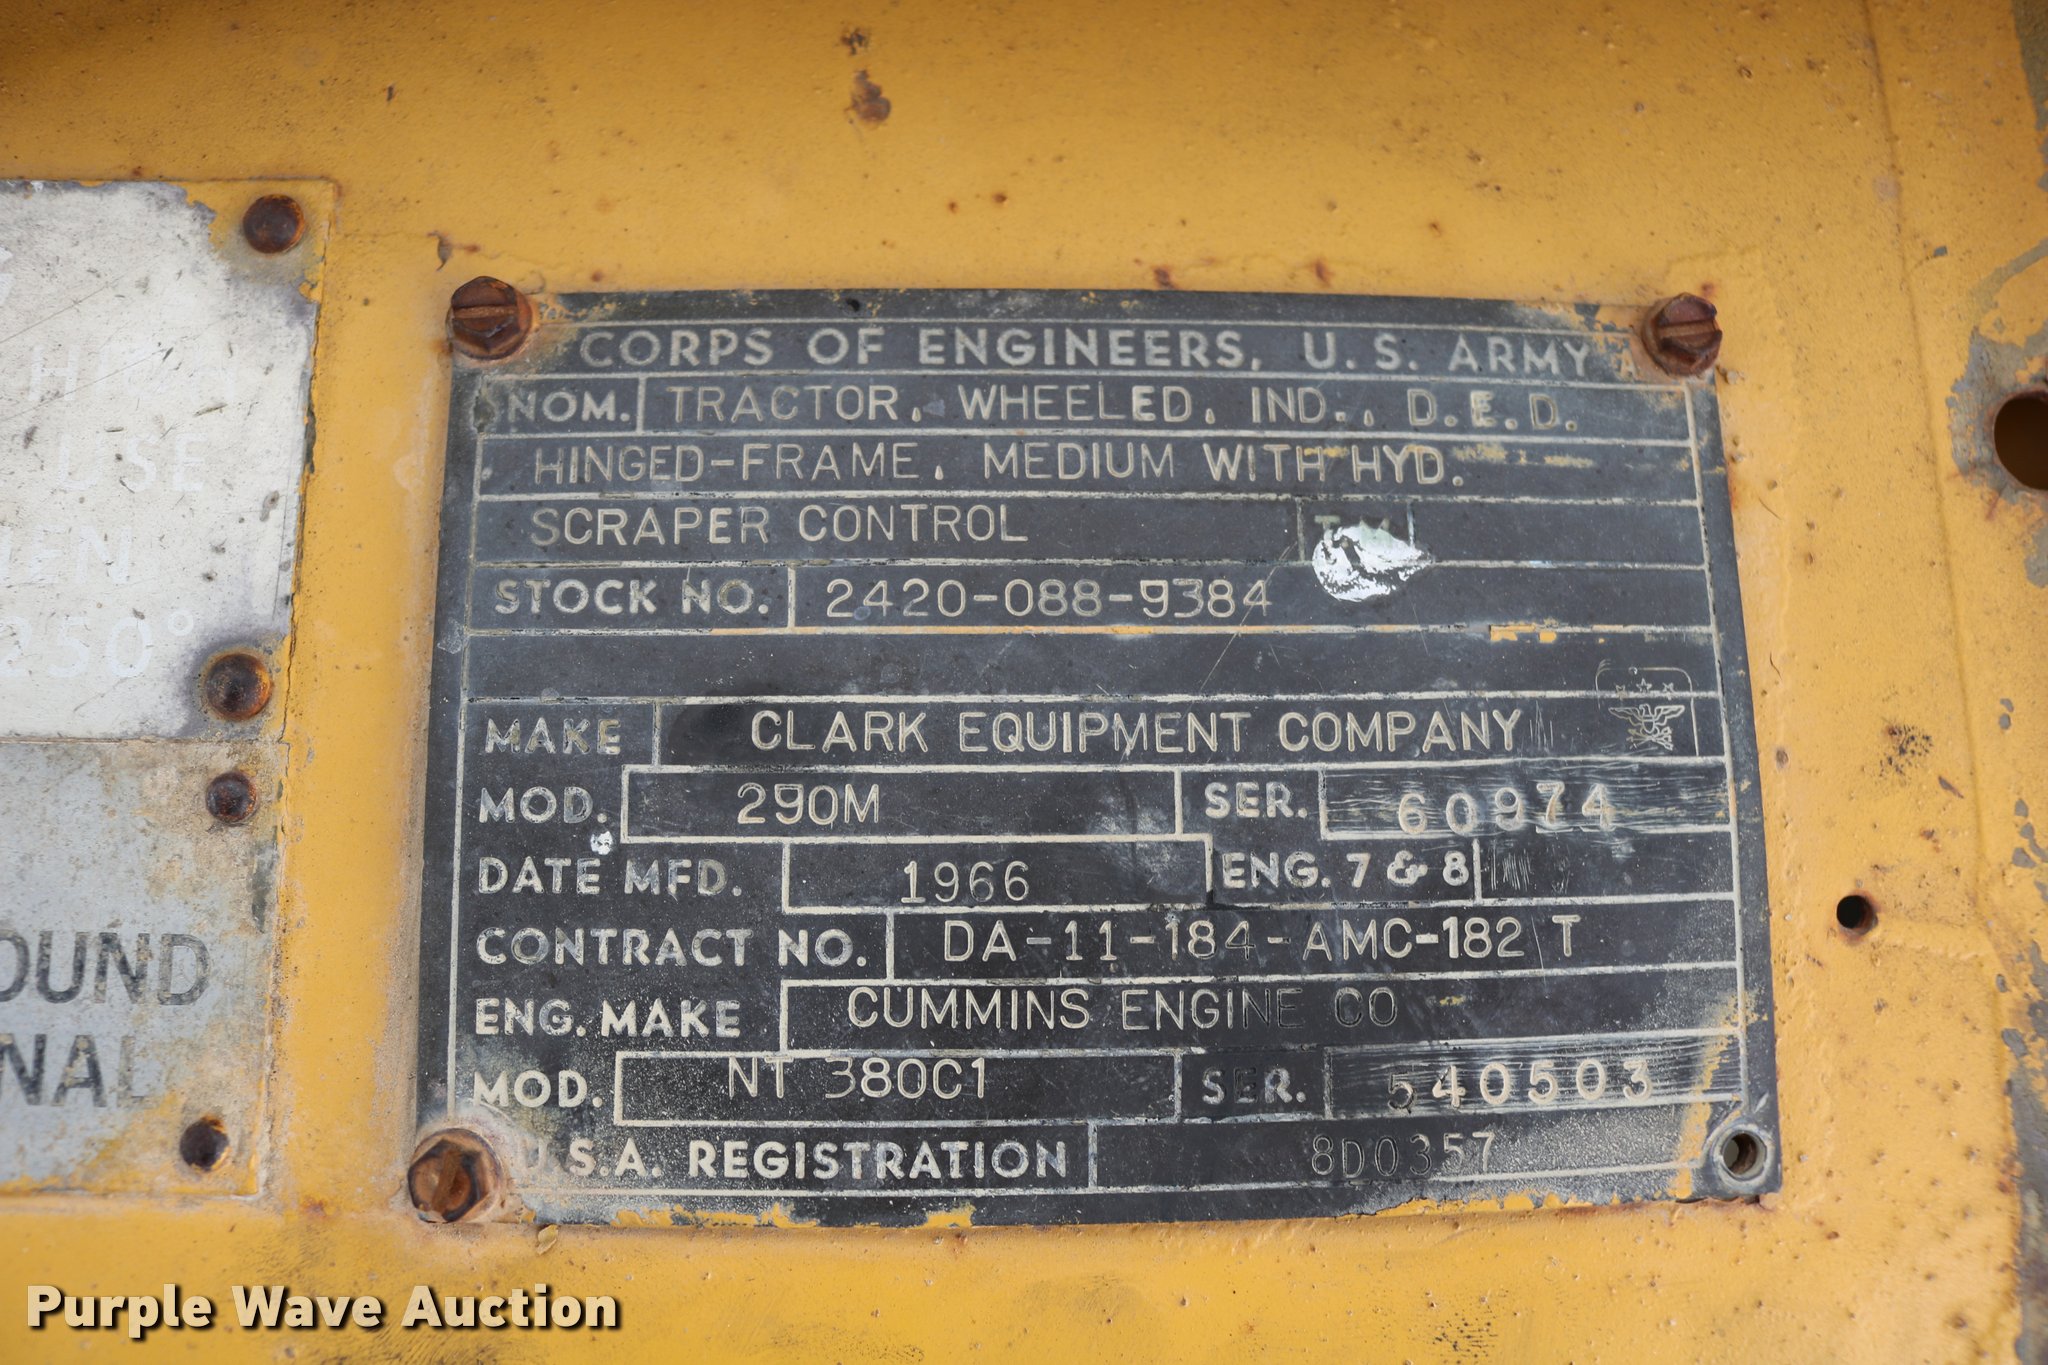 CORPS OF ENGINEERS, U.S. ARMY A
NOM. TRACTOR, WHEELED, IND., D.E.D.
HINGED-FRAME, MEDIUM WITH HYD.
SCRAPER CONTROL
STOCK NO. 2420-088-9384
MAKE CLARK EQUIPMENT COMPANY
MOD. 290M SER. 60974
DATE MFD. 1966 ENG. 7 & 8
CONTRACT NO. DA-11-184-AMC-182 T
ENG. MAKE CUMMINS ENGINE CO
MOD. NT 380C1 SER. 540503
U.S.A. REGISTRATION 8D0357
USE
250°
OUND
NAL
Purple Wave Auction